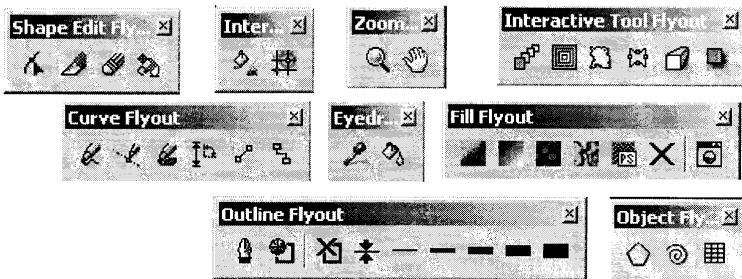 Shape Edit Fly...
Inter...
Zoom...
Interactive Tool Flyout
Curve Flyout
Eyedr...
Fill Flyout
PS
Outline Flyout
Object Fly...